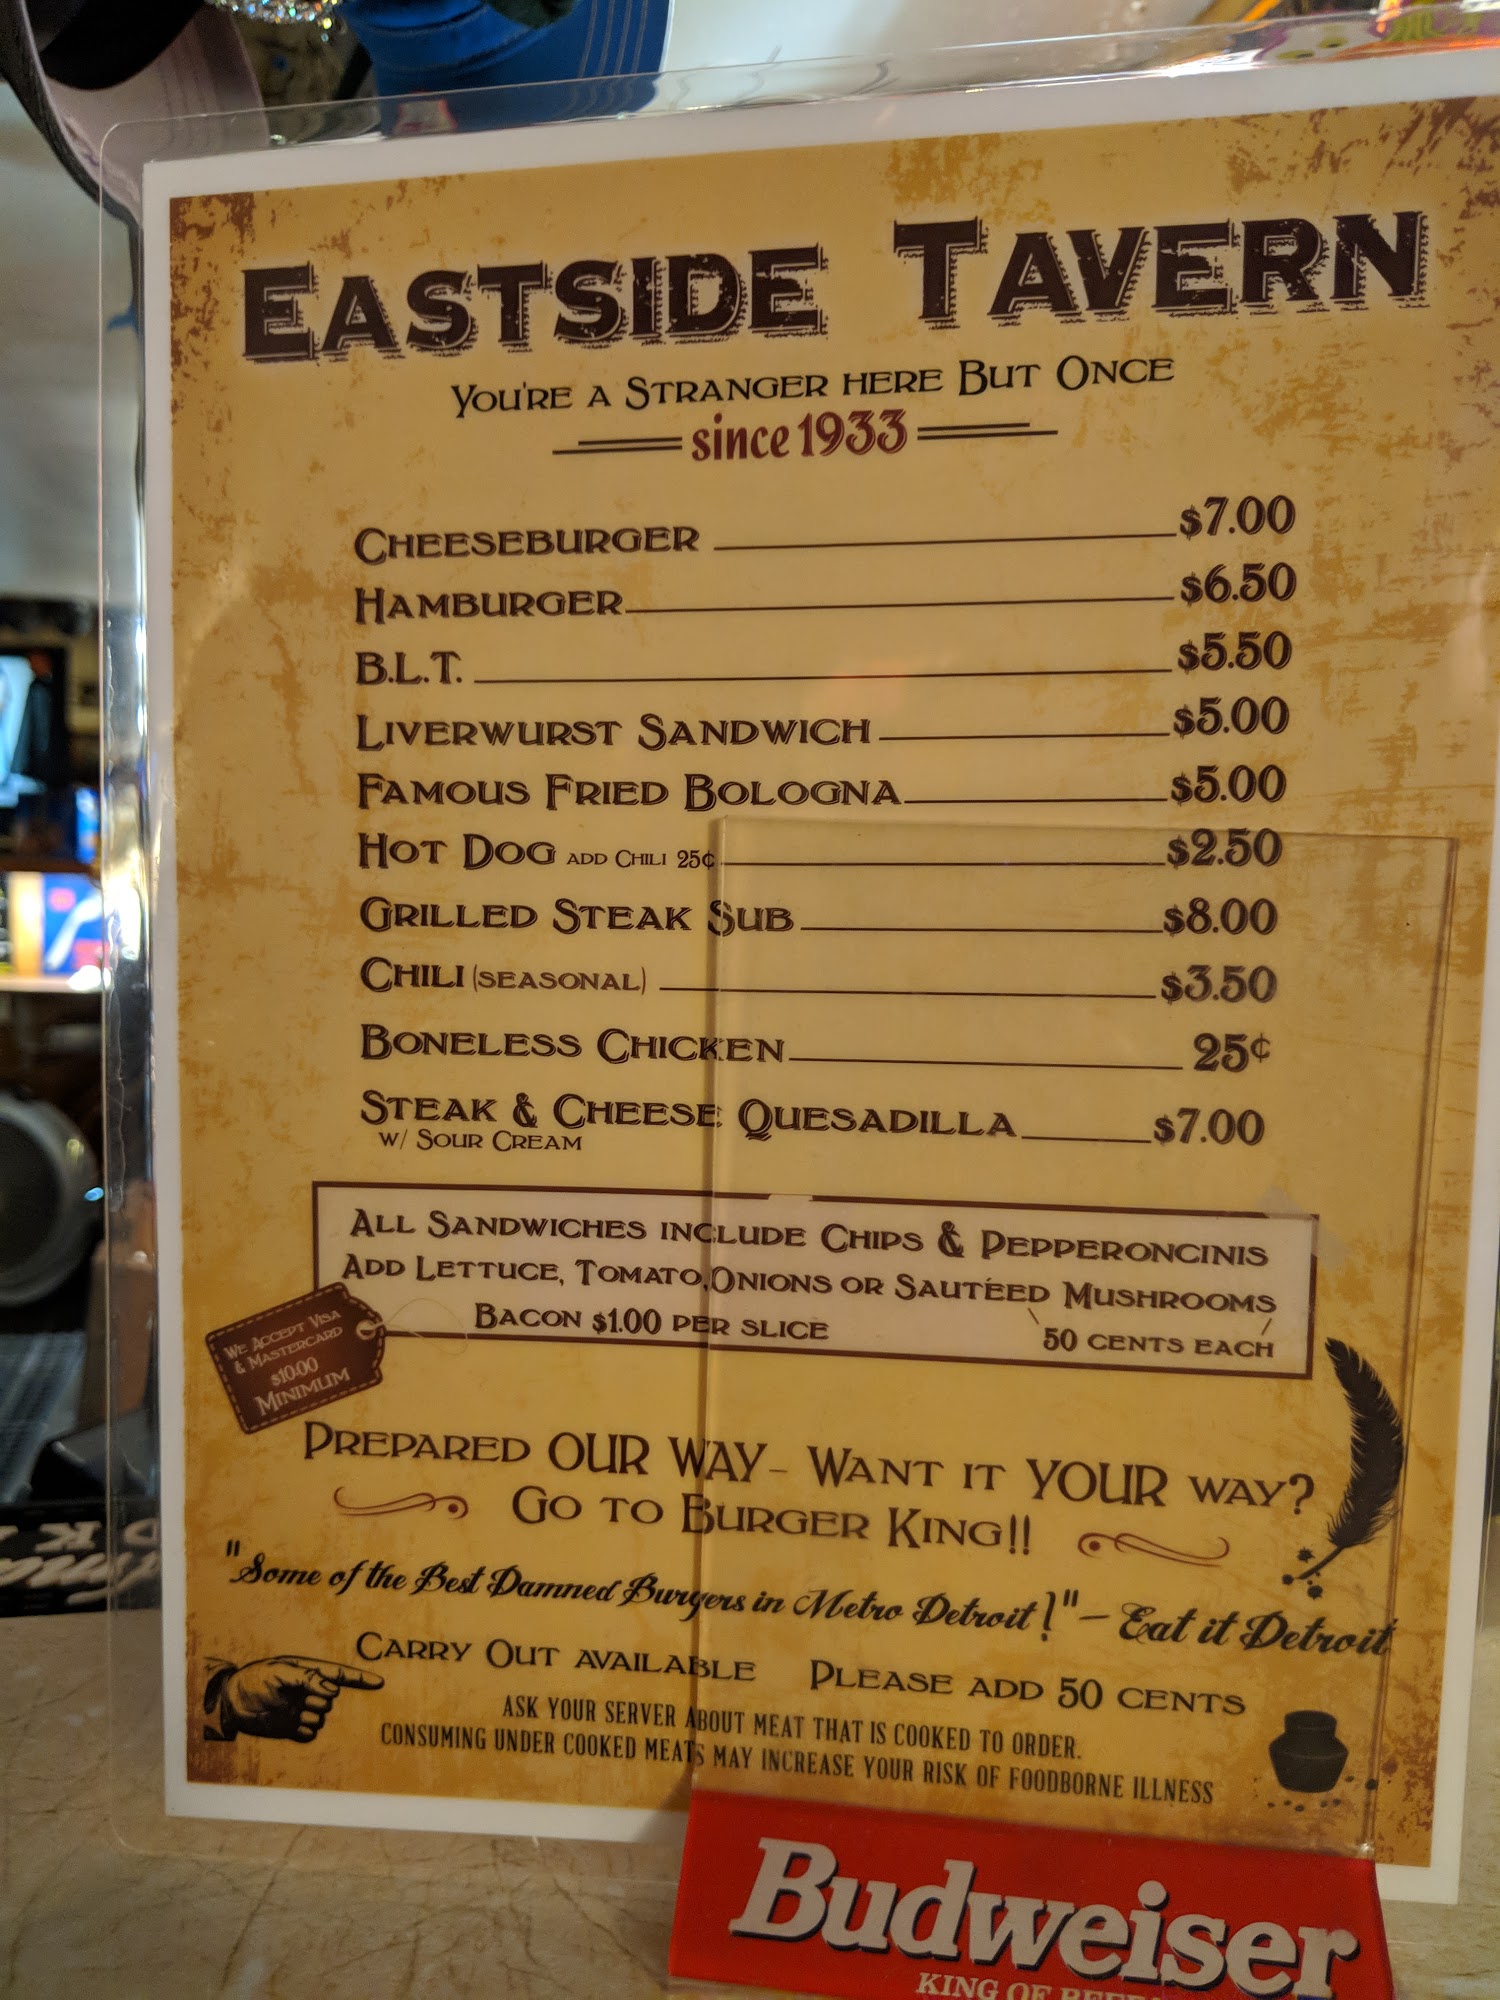 EASTSIDE TAVERN
YOU'RE A STRANGER HERE BUT ONCE
since 1933
CHEESEBURGER $7.00
HAMBURGER $6.50
B.L.T. $5.50
LIVERWURST SANDWICH $5.00
FAMOUS FRIED BOLOGNA $5.00
HOT DOG ADD CHILI 25¢ $2.50
GRILLED STEAK SUB $8.00
CHILI (SEASONAL) $3.50
BONELESS CHICKEN 25¢
STEAK & CHEESE QUESADILLA $7.00
W/ SOUR CREAM
ALL SANDWICHES INCLUDE CHIPS & PEPPERONCINIS
ADD LETTUCE, TOMATO, ONIONS OR SAUTÉED MUSHROOMS
BACON $1.00 PER SLICE 50 CENTS EACH
WE ACCEPT VISA
& MASTERCARD
$10.00
MINIMUM
PREPARED OUR WAY - WANT IT YOUR WAY?
GO TO BURGER KING!!
"Some of the Best Damned Burgers in Metro Detroit!" - Eat it Detroit
CARRY OUT AVAILABLE PLEASE ADD 50 CENTS
ASK YOUR SERVER ABOUT MEAT THAT IS COOKED TO ORDER.
CONSUMING UNDER COOKED MEATS MAY INCREASE YOUR RISK OF FOODBORNE ILLNESS
Budweiser
KING OF